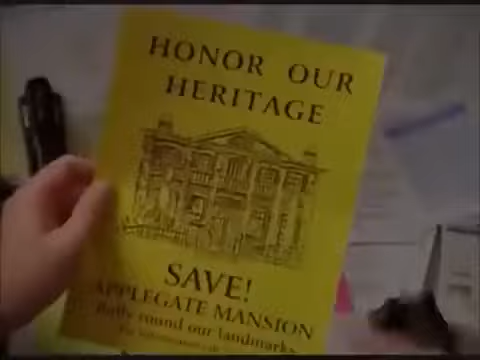 HONOR OUR
HERITAGE
SAVE!
APPLEGATE MANSION
Rally round our landmarks.